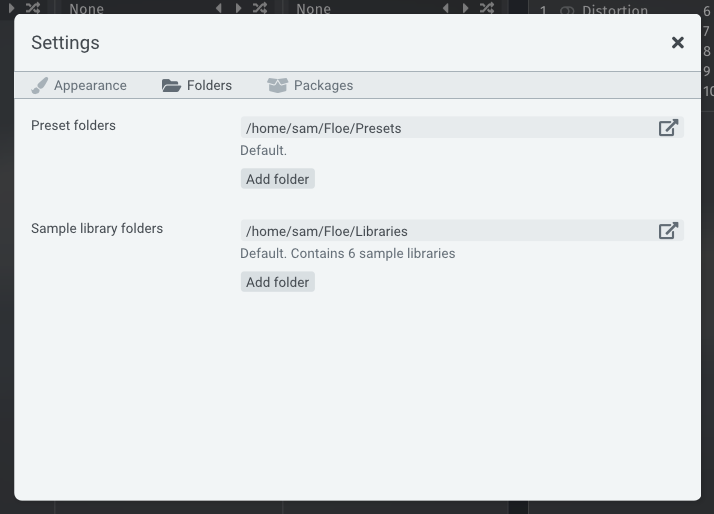 None
None
1 Distortion
6
7
8
9
10
Settings
Appearance
Folders
Packages
Preset folders
/home/sam/Floe/Presets
Default.
Add folder
Sample library folders
/home/sam/Floe/Libraries
Default. Contains 6 sample libraries
Add folder